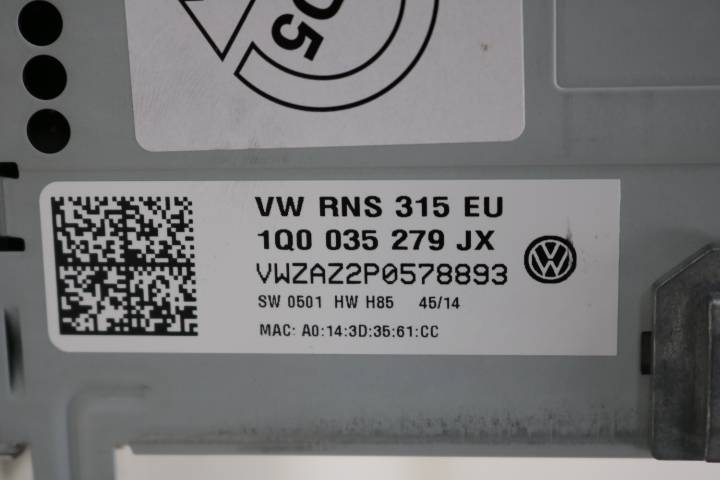 05
VW RNS 315 EU
1Q0 035 279 JX
VWZAZ2P0578893
SW 0501 HW H85 45/14
MAC: A0:14:3D:35:61:CC